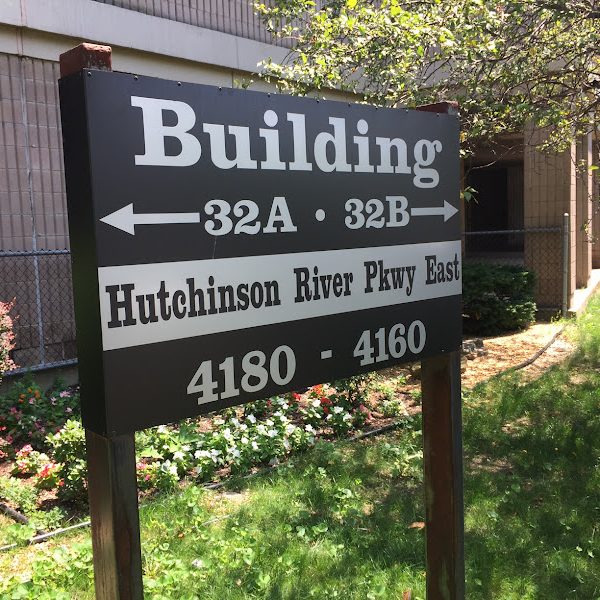 Building
← 32A • 32B →
Hutchinson River Pkwy East
4180 - 4160